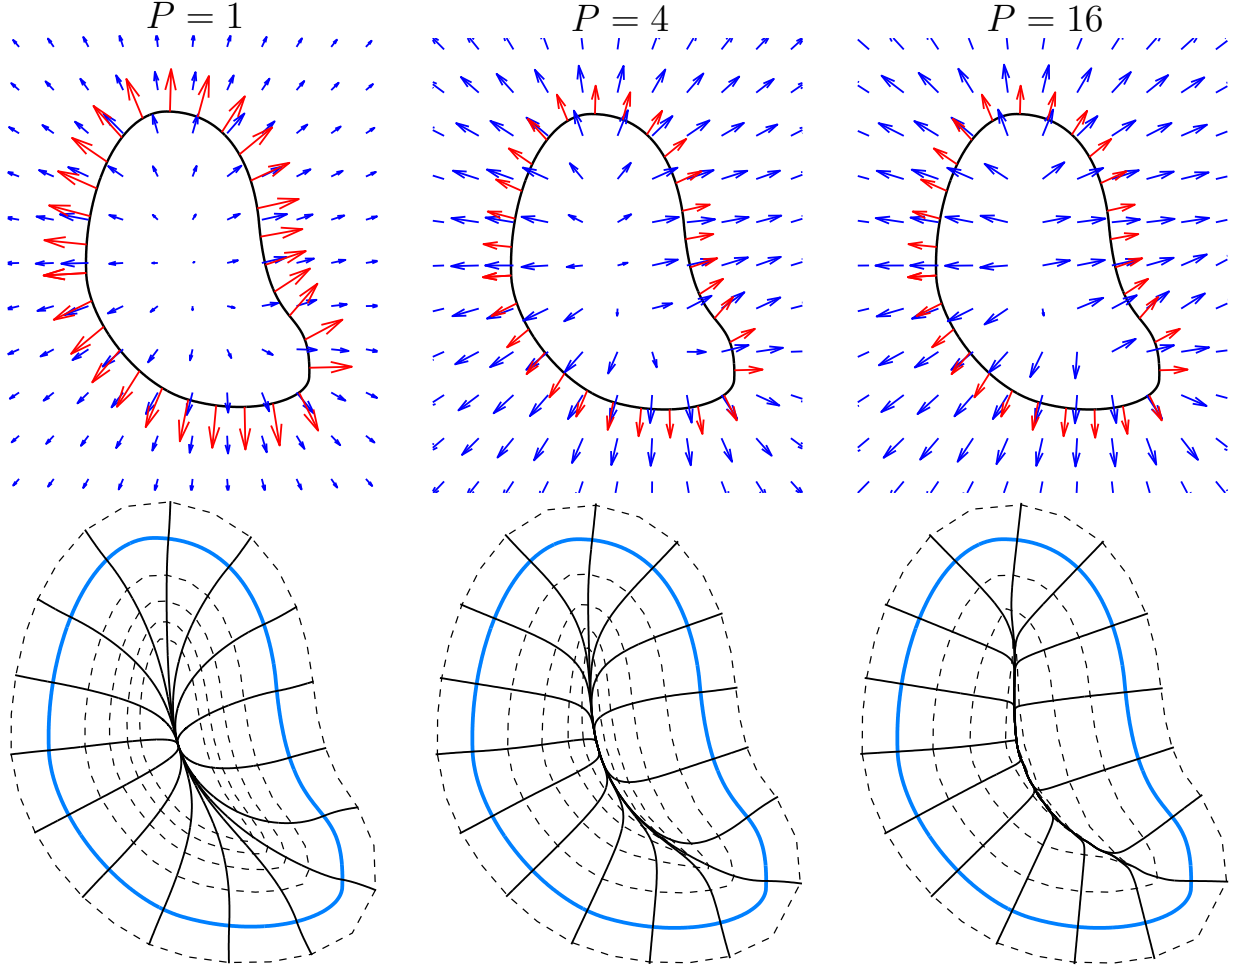 P = 1
P = 4
P = 16